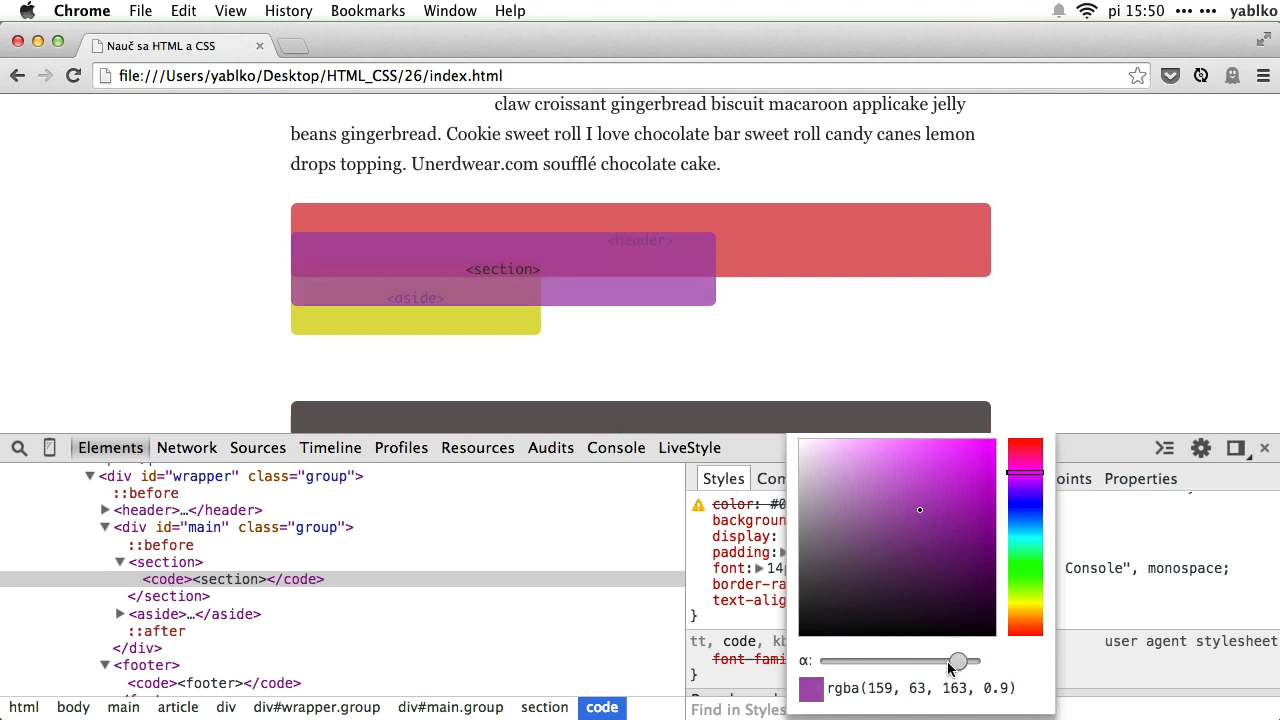 Chrome File Edit View History Bookmarks Window Help pi 15:50 ••• ••• yablko
Nauč sa HTML a CSS ×
file:///Users/yablko/Desktop/HTML_CSS/26/index.html
claw croissant gingerbread biscuit macaroon applicake jelly
beans gingerbread. Cookie sweet roll I love chocolate bar sweet roll candy canes lemon
drops topping. Unerdwear.com soufflé chocolate cake.
<header>
<section>
<aside>
Elements Network Sources Timeline Profiles Resources Audits Console LiveStyle
<div id="wrapper" class="group">
::before
<header>…</header>
<div id="main" class="group">
::before
<section>
<code><section></code>
</section>
<aside>…</aside>
::after
</div>
<footer>
<code><footer></code>
html body main article div div#wrapper.group div#main.group section code
Styles Com oints Properties
color: #0
backgroun
display:
padding:
font: 14p Console", monospace;
border-ra
text-alig
}
tt, code, kb user agent stylesheet
font-fami
}
Find in Styles
α:
rgba(159, 63, 163, 0.9)